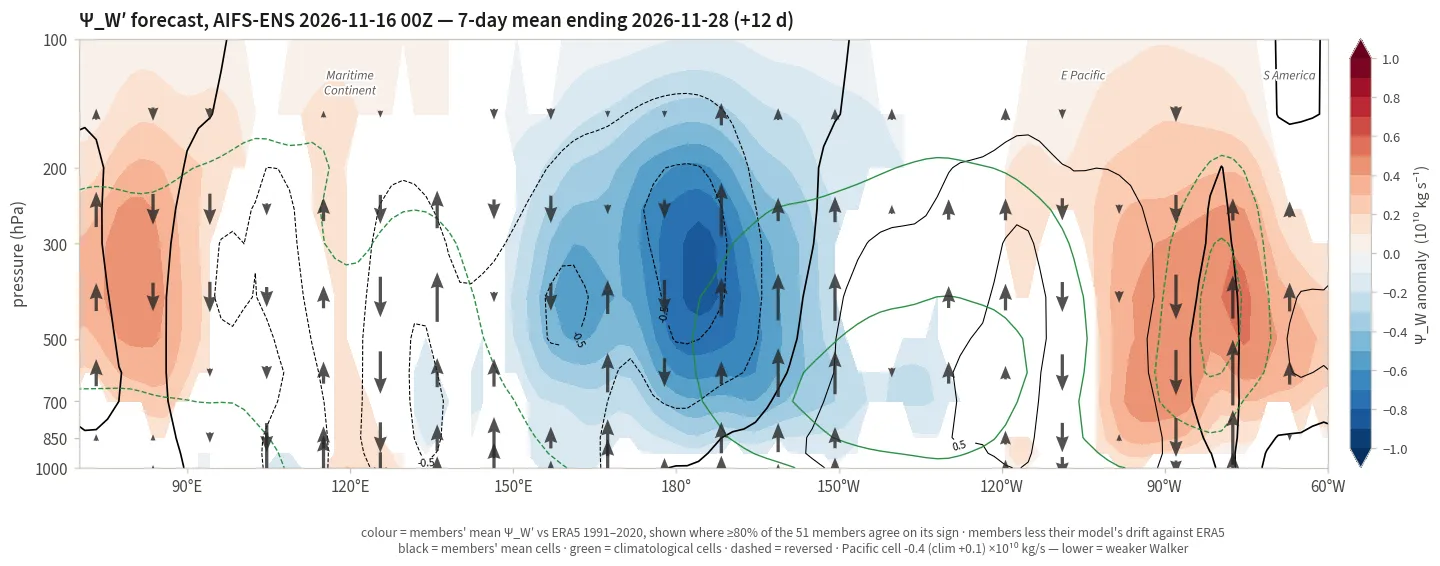 Ψ_W′ forecast, AIFS-ENS 2026-11-16 00Z — 7-day mean ending 2026-11-28 (+12 d)
100
200
300
400
500
700
850
1000
pressure (hPa)
Maritime
Continent
E Pacific
S America
-0.5
-0.5
-0.5
0.5
90°E
120°E
150°E
180°
150°W
120°W
90°W
60°W
1.0
0.8
0.6
0.4
0.2
0.0
-0.2
-0.4
-0.6
-0.8
-1.0
Ψ_W anomaly (10¹⁰ kg s⁻¹)
colour = members' mean Ψ_W′ vs ERA5 1991–2020, shown where ≥80% of the 51 members agree on its sign · members less their model's drift against ERA5
black = members' mean cells · green = climatological cells · dashed = reversed · Pacific cell -0.4 (clim +0.1) ×10¹⁰ kg/s — lower = weaker Walker